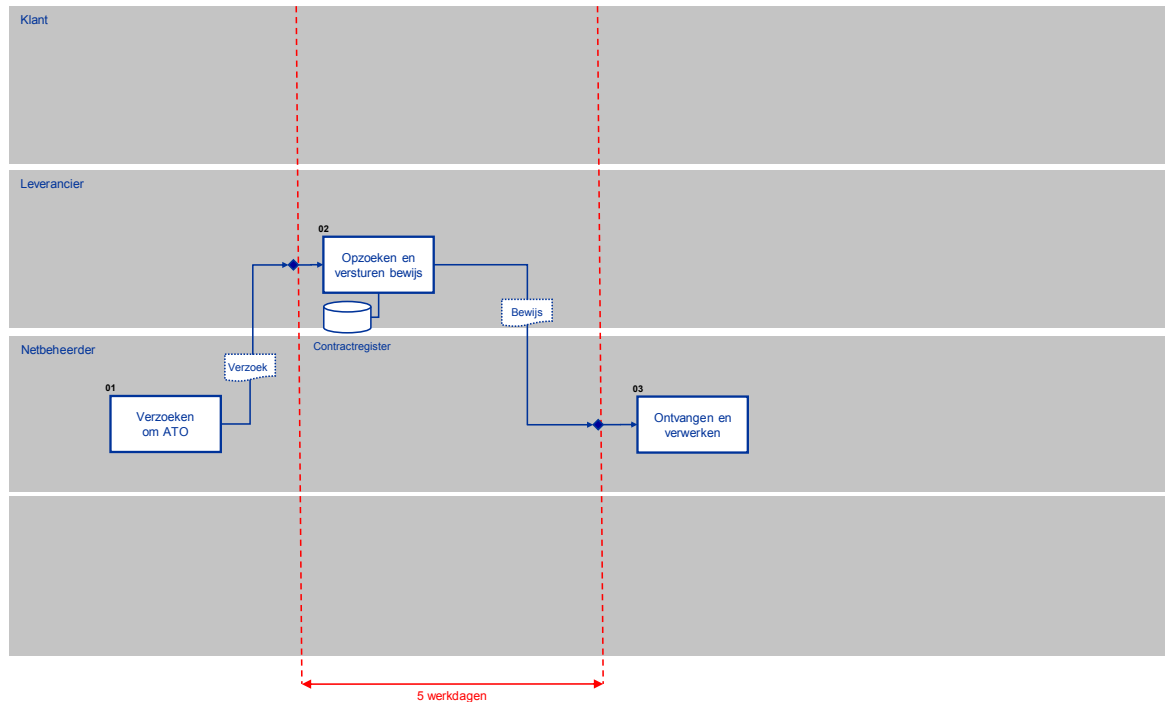 Klant
Leverancier
02
Opzoeken en
versturen bewijs
Bewijs
Contractregister
Netbeheerder
Verzoek
01
Verzoeken
om ATO
03
Ontvangen en
verwerken
5 werkdagen